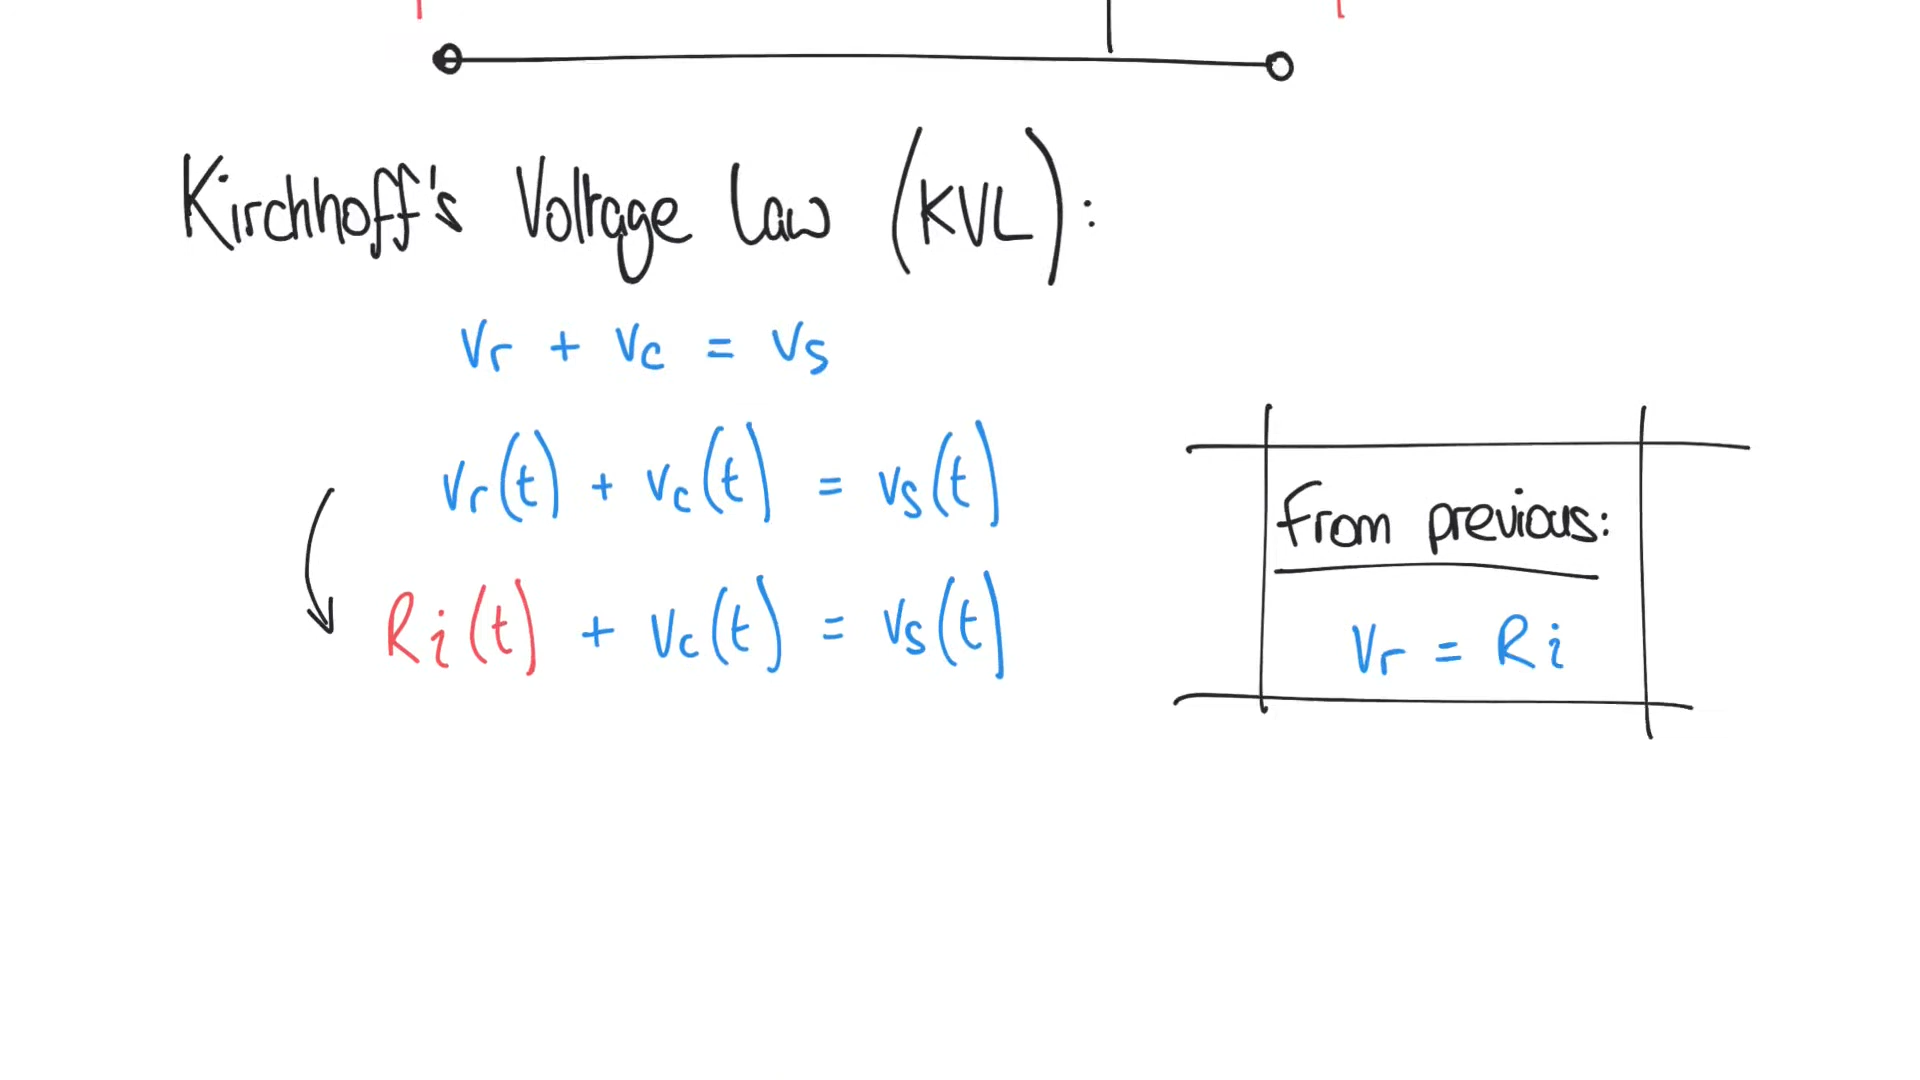 Kirchhoff's Voltage Law (KVL):
Vr + Vc = Vs
Vr(t) + Vc(t) = Vs(t)
From previous:
Ri(t) + Vc(t) = Vs(t)
Vr = Ri